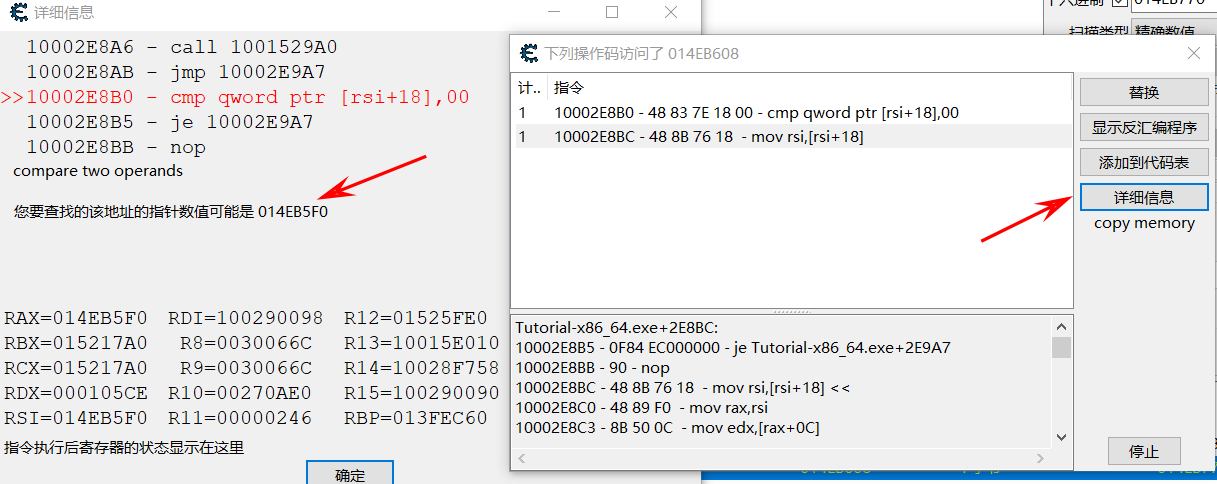 详细信息
10002E8A6 - call 1001529A0
10002E8AB - jmp 10002E9A7
>>10002E8B0 - cmp qword ptr [rsi+18],00
10002E8B5 - je 10002E9A7
10002E8BB - nop
compare two operands
您要查找的该地址的指针数值可能是 014EB5F0
RAX=014EB5F0 RDI=100290098 R12=01525FE0
RBX=015217A0 R8=0030066C R13=10015E010
RCX=015217A0 R9=0030066C R14=10028F758
RDX=000105CE R10=00270AE0 R15=100290090
RSI=014EB5F0 R11=00000246 RBP=013FEC60
指令执行后寄存器的状态显示在这里
确定
扫描类型 精确数值
下列操作码访问了 014EB608
计.. 指令
1 10002E8B0 - 48 83 7E 18 00 - cmp qword ptr [rsi+18],00
1 10002E8BC - 48 8B 76 18 - mov rsi,[rsi+18]
替换
显示反汇编程序
添加到代码表
详细信息
copy memory
Tutorial-x86_64.exe+2E8BC:
10002E8B5 - 0F84 EC000000 - je Tutorial-x86_64.exe+2E9A7
10002E8BB - 90 - nop
10002E8BC - 48 8B 76 18 - mov rsi,[rsi+18] <<
10002E8C0 - 48 89 F0 - mov rax,rsi
10002E8C3 - 8B 50 0C - mov edx,[rax+0C]
停止